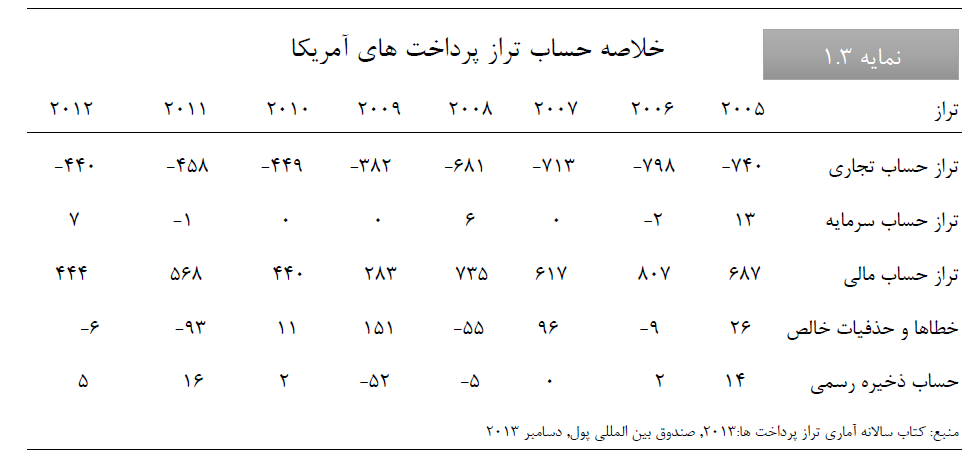 نمایه ۱.۳
خلاصه حساب تراز پرداخت های آمریکا
تراز ۲۰۰۵ ۲۰۰۶ ۲۰۰۷ ۲۰۰۸ ۲۰۰۹ ۲۰۱۰ ۲۰۱۱ ۲۰۱۲
تراز حساب تجاری -۷۴۰ -۷۹۸ -۷۱۳ -۶۸۱ -۳۸۲ -۴۴۹ -۴۵۸ -۴۴۰
تراز حساب سرمایه ۱۳ -۲ ۰ ۶ ۰ ۰ -۱ ۷
تراز حساب مالی ۶۸۷ ۸۰۷ ۶۱۷ ۷۳۵ ۲۸۳ ۴۴۰ ۵۶۸ ۴۴۴
خطاها و حذفیات خالص ۲۶ -۹ ۹۶ -۵۵ ۱۵۱ ۱۱ -۹۳ -۶
حساب ذخیره رسمی ۱۴ ۲ ۰ -۵ -۵۲ ۲ ۱۶ ۵
منبع: کتاب سالانه آماری تراز پرداخت ها:۲۰۱۳, صندوق بین المللی پول, دسامبر ۲۰۱۳